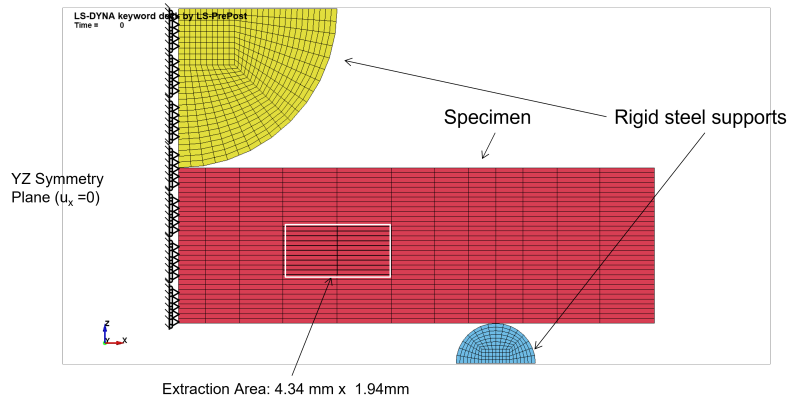 LS-DYNA keyword deck by LS-PrePost
Time = 0
Specimen
Rigid steel supports
YZ Symmetry
Plane (uₓ =0)
Z
Y
X
Extraction Area: 4.34 mm x 1.94mm